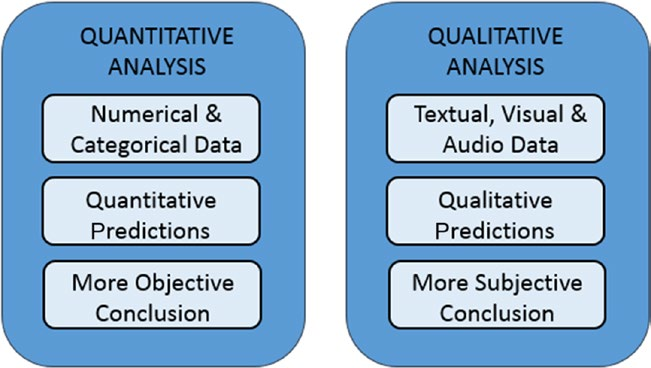 QUANTITATIVE
ANALYSIS
Numerical &
Categorical Data
Quantitative
Predictions
More Objective
Conclusion
QUALITATIVE
ANALYSIS
Textual, Visual &
Audio Data
Qualitative
Predictions
More Subjective
Conclusion